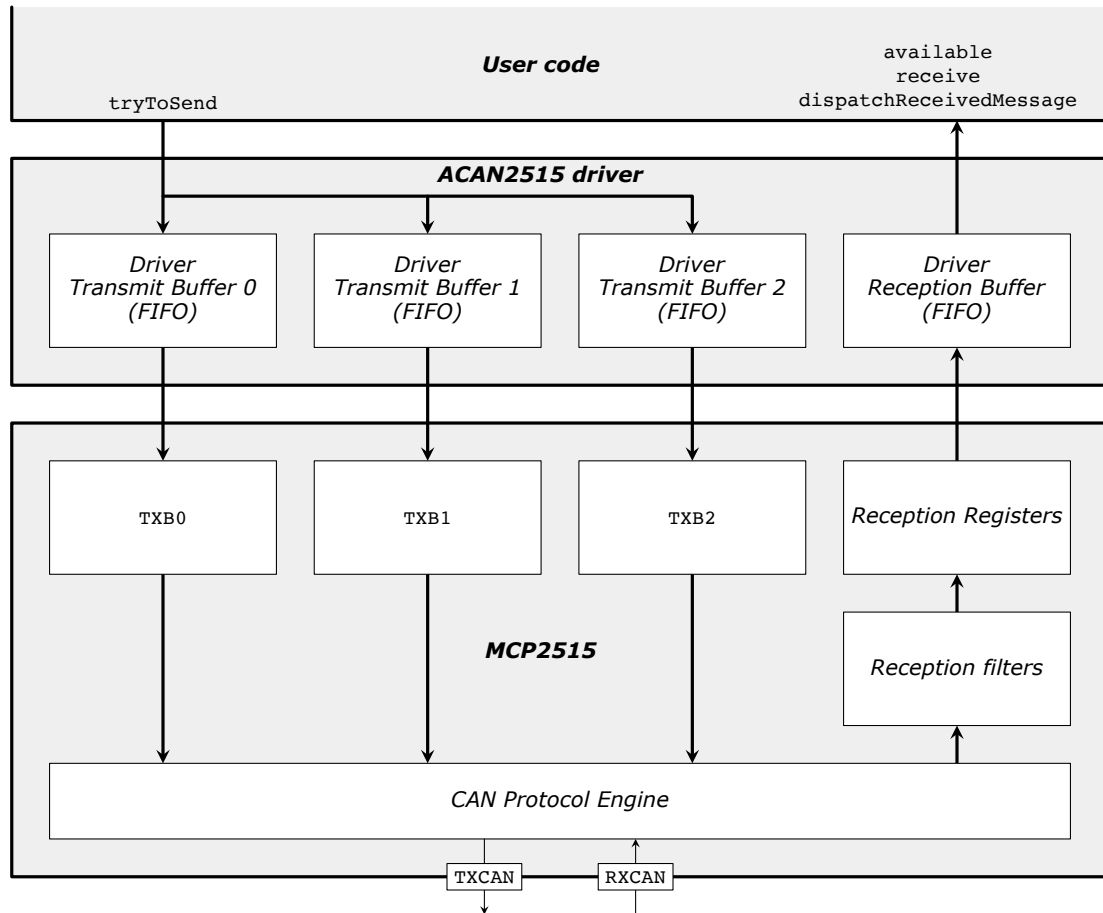 User code
tryToSend
available
receive
dispatchReceivedMessage
ACAN2515 driver
Driver
Transmit Buffer 0
(FIFO)
Driver
Transmit Buffer 1
(FIFO)
Driver
Transmit Buffer 2
(FIFO)
Driver
Reception Buffer
(FIFO)
TXB0
TXB1
TXB2
Reception Registers
MCP2515
Reception filters
CAN Protocol Engine
TXCAN
RXCAN